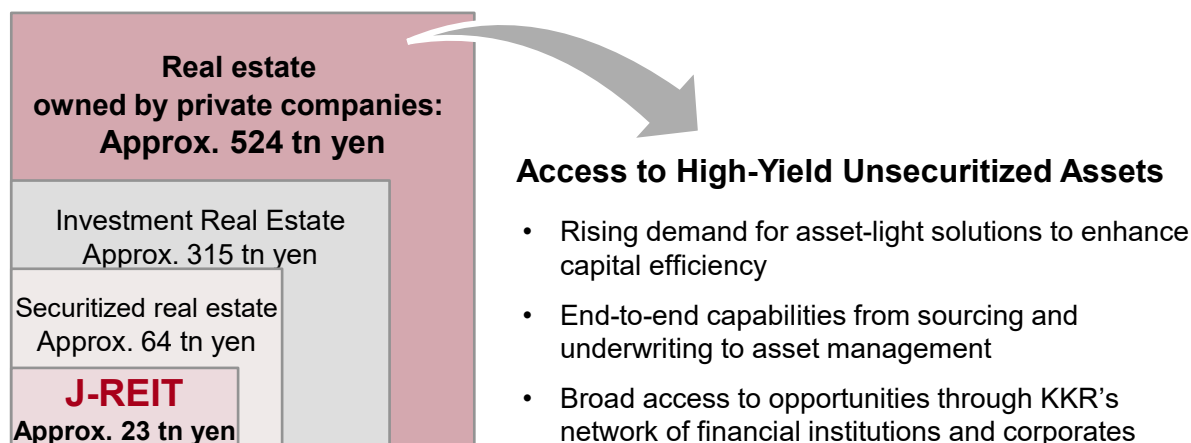 Real estate
owned by private companies:
Approx. 524 tn yen
Investment Real Estate
Approx. 315 tn yen
Securitized real estate
Approx. 64 tn yen
J-REIT
Approx. 23 tn yen
Access to High-Yield Unsecuritized Assets
• Rising demand for asset-light solutions to enhance
capital efficiency
• End-to-end capabilities from sourcing and
underwriting to asset management
• Broad access to opportunities through KKR’s
network of financial institutions and corporates